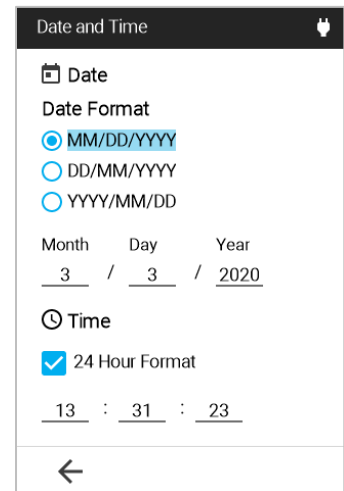 Date and Time
Date
Date Format
MM/DD/YYYY
DD/MM/YYYY
YYYY/MM/DD
Month Day Year
3 / 3 / 2020
Time
24 Hour Format
13 : 31 : 23